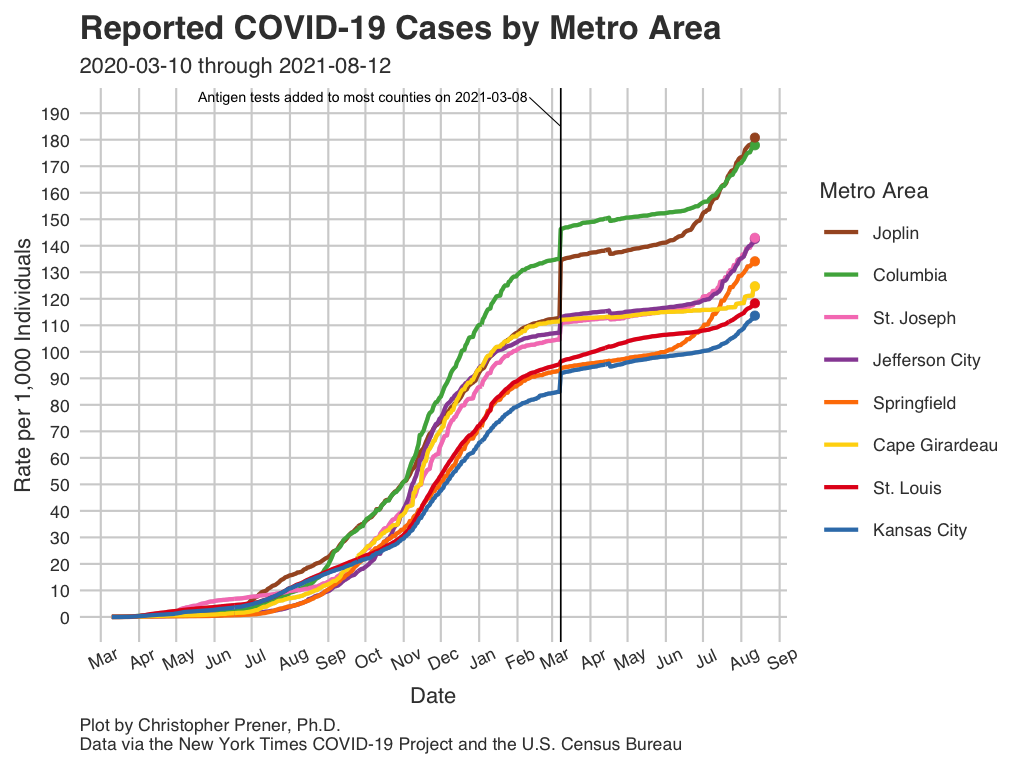 Reported COVID-19 Cases by Metro Area
2020-03-10 through 2021-08-12
Antigen tests added to most counties on 2021-03-08
190
180
170
160
150
140
130
120
110
100
90
80
70
60
50
40
30
20
10
0
Rate per 1,000 Individuals
Mar Apr May Jun Jul Aug Sep Oct Nov Dec Jan Feb Mar Apr May Jun Jul Aug Sep
Date
Metro Area
Joplin
Columbia
St. Joseph
Jefferson City
Springfield
Cape Girardeau
St. Louis
Kansas City
Plot by Christopher Prener, Ph.D.
Data via the New York Times COVID-19 Project and the U.S. Census Bureau